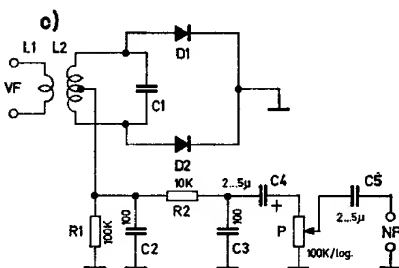 c)
L1 L2
D1
VF
C1
D2
10K
R2
2...5µ
C4
+
C5
2...5µ
R1
100K
100
C2
100
C3
P
100K/log.
NF